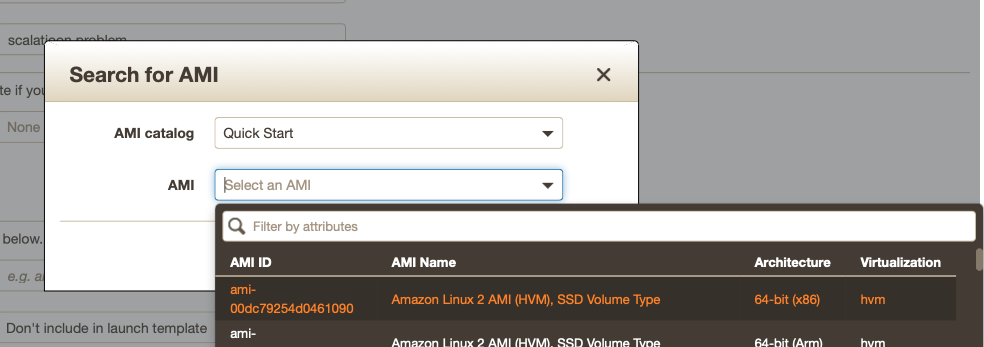 scalatioon problem
Search for AMI
te if you
AMI catalog
Quick Start
None
AMI
Select an AMI
Filter by attributes
below.
AMI ID
AMI Name
Architecture
Virtualization
e.g. a
ami-
00dc79254d0461090
Amazon Linux 2 AMI (HVM), SSD Volume Type
64-bit (x86)
hvm
Don't include in launch template
ami-
Amazon Linux 2 AMI (HVM), SSD Volume Type
64-bit (Arm)
hvm